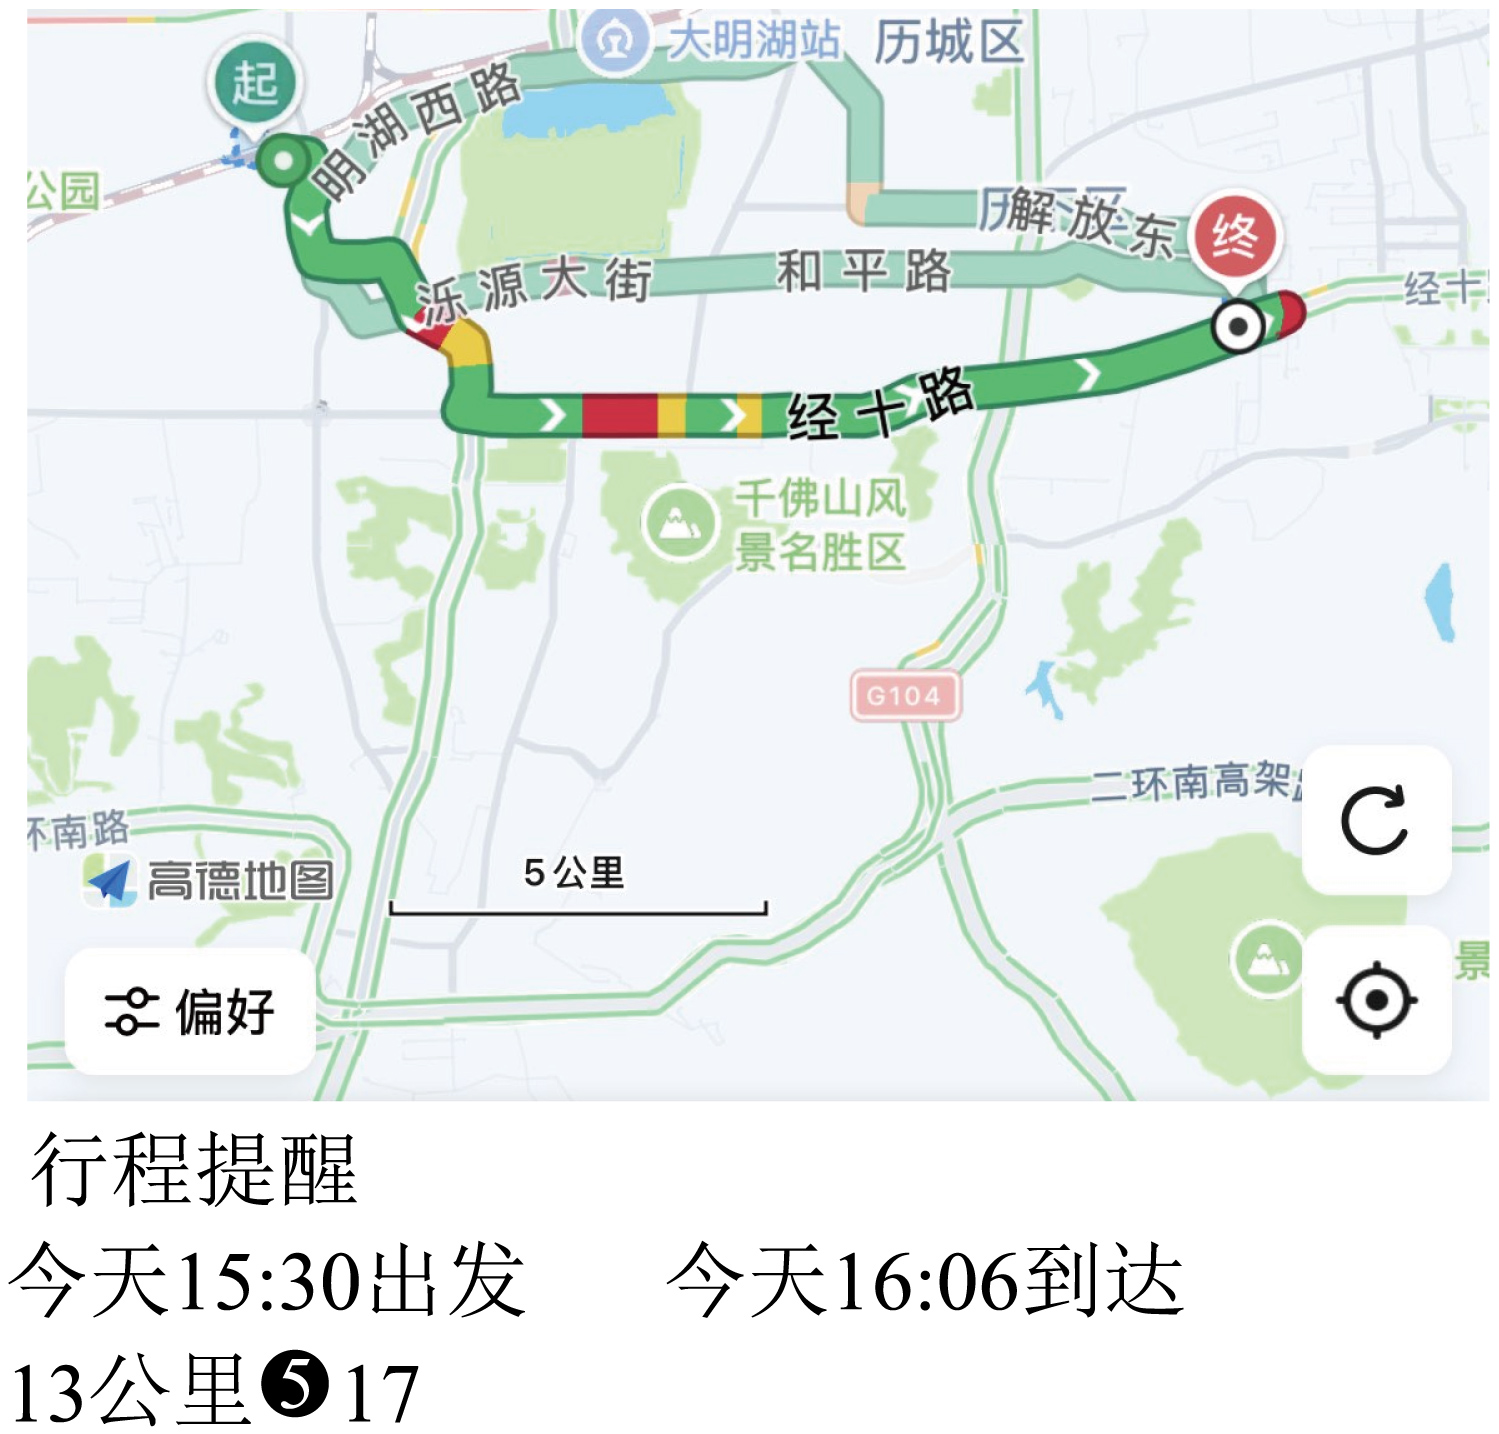 大明湖站
历城区
起
明湖西路
公园
历下区
解放东
终
泺源大街
和平路
经十
经十路
千佛山风
景名胜区
G104
二环南高架
环南路
高德地图
5公里
景
偏好
行程提醒
今天15:30出发 今天16:06到达
13公里❺17